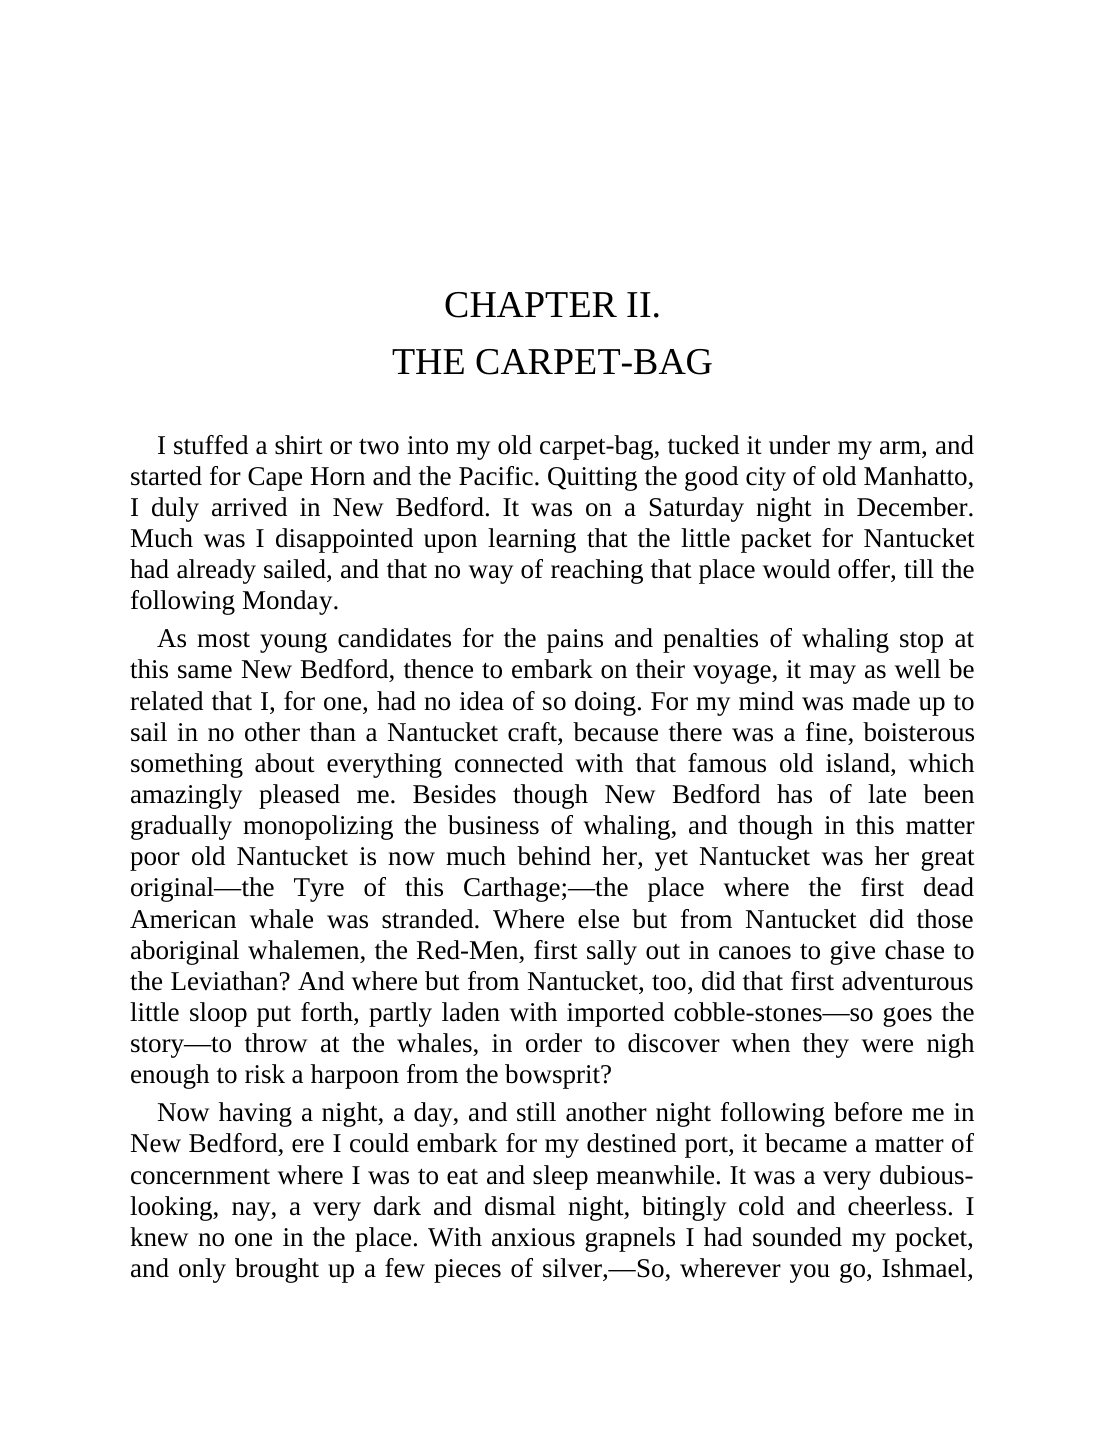 CHAPTER II.
THE CARPET-BAG
I stuffed a shirt or two into my old carpet-bag, tucked it under my arm, and
started for Cape Horn and the Pacific. Quitting the good city of old Manhatto,
I duly arrived in New Bedford. It was on a Saturday night in December.
Much was I disappointed upon learning that the little packet for Nantucket
had already sailed, and that no way of reaching that place would offer, till the
following Monday.
As most young candidates for the pains and penalties of whaling stop at
this same New Bedford, thence to embark on their voyage, it may as well be
related that I, for one, had no idea of so doing. For my mind was made up to
sail in no other than a Nantucket craft, because there was a fine, boisterous
something about everything connected with that famous old island, which
amazingly pleased me. Besides though New Bedford has of late been
gradually monopolizing the business of whaling, and though in this matter
poor old Nantucket is now much behind her, yet Nantucket was her great
original—the Tyre of this Carthage;—the place where the first dead
American whale was stranded. Where else but from Nantucket did those
aboriginal whalemen, the Red-Men, first sally out in canoes to give chase to
the Leviathan? And where but from Nantucket, too, did that first adventurous
little sloop put forth, partly laden with imported cobble-stones—so goes the
story—to throw at the whales, in order to discover when they were nigh
enough to risk a harpoon from the bowsprit?
Now having a night, a day, and still another night following before me in
New Bedford, ere I could embark for my destined port, it became a matter of
concernment where I was to eat and sleep meanwhile. It was a very dubious-
looking, nay, a very dark and dismal night, bitingly cold and cheerless. I
knew no one in the place. With anxious grapnels I had sounded my pocket,
and only brought up a few pieces of silver,—So, wherever you go, Ishmael,